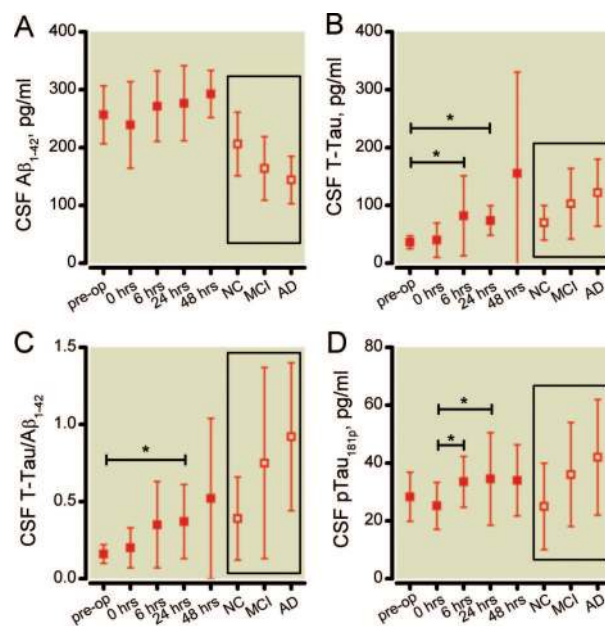 A
CSF Aβ1-42, pg/ml
400
300
200
100
0
pre-op
0 hrs
6 hrs
24 hrs
48 hrs
NC
MCI
AD
B
CSF T-Tau, pg/ml
400
300
200
100
0
*
*
pre-op
0 hrs
6 hrs
24 hrs
48 hrs
NC
MCI
AD
C
CSF T-Tau/Aβ1-42
1.5
1.0
0.5
0.0
*
pre-op
0 hrs
6 hrs
24 hrs
48 hrs
NC
MCI
AD
D
CSF pTau181p, pg/ml
80
60
40
20
0
*
*
pre-op
0 hrs
6 hrs
24 hrs
48 hrs
NC
MCI
AD